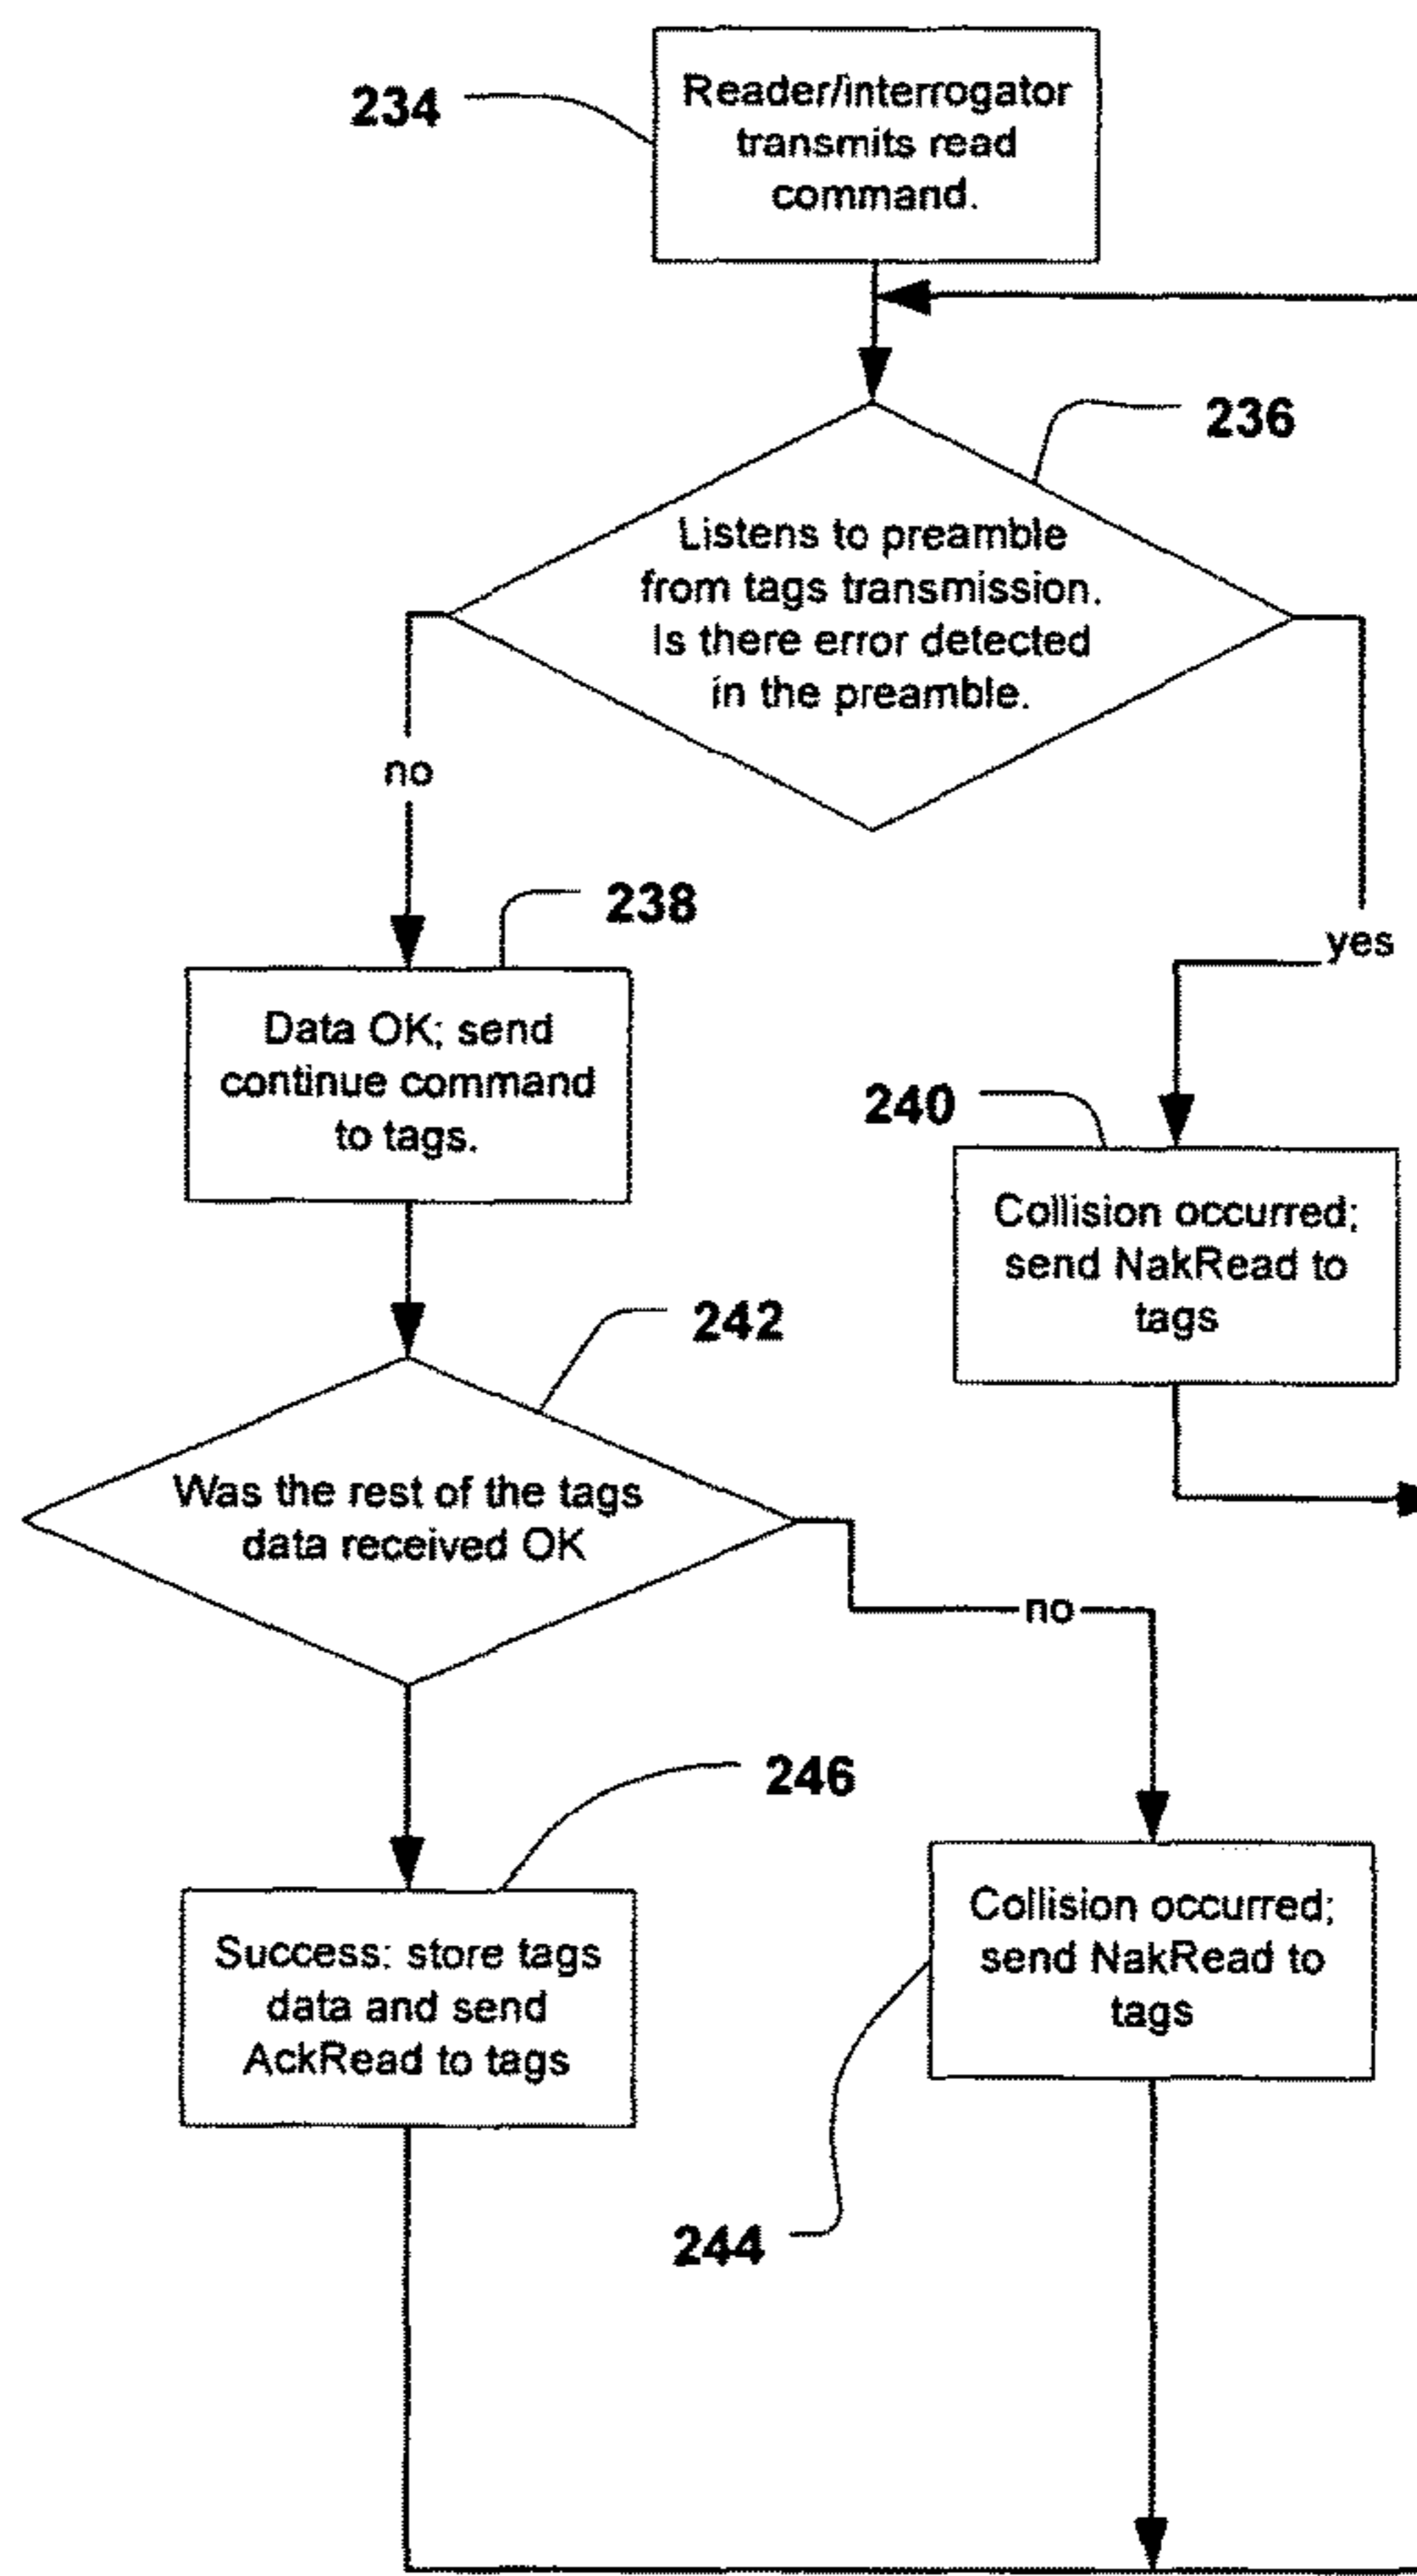 234
Reader/interrogator
transmits read
command.
236
Listens to preamble
from tags transmission.
Is there error detected
in the preamble.
no
yes
238
Data OK; send
continue command
to tags.
240
Collision occurred;
send NakRead to
tags
242
Was the rest of the tags
data received OK
no
246
Success: store tags
data and send
AckRead to tags
Collision occurred;
send NakRead to
tags
244